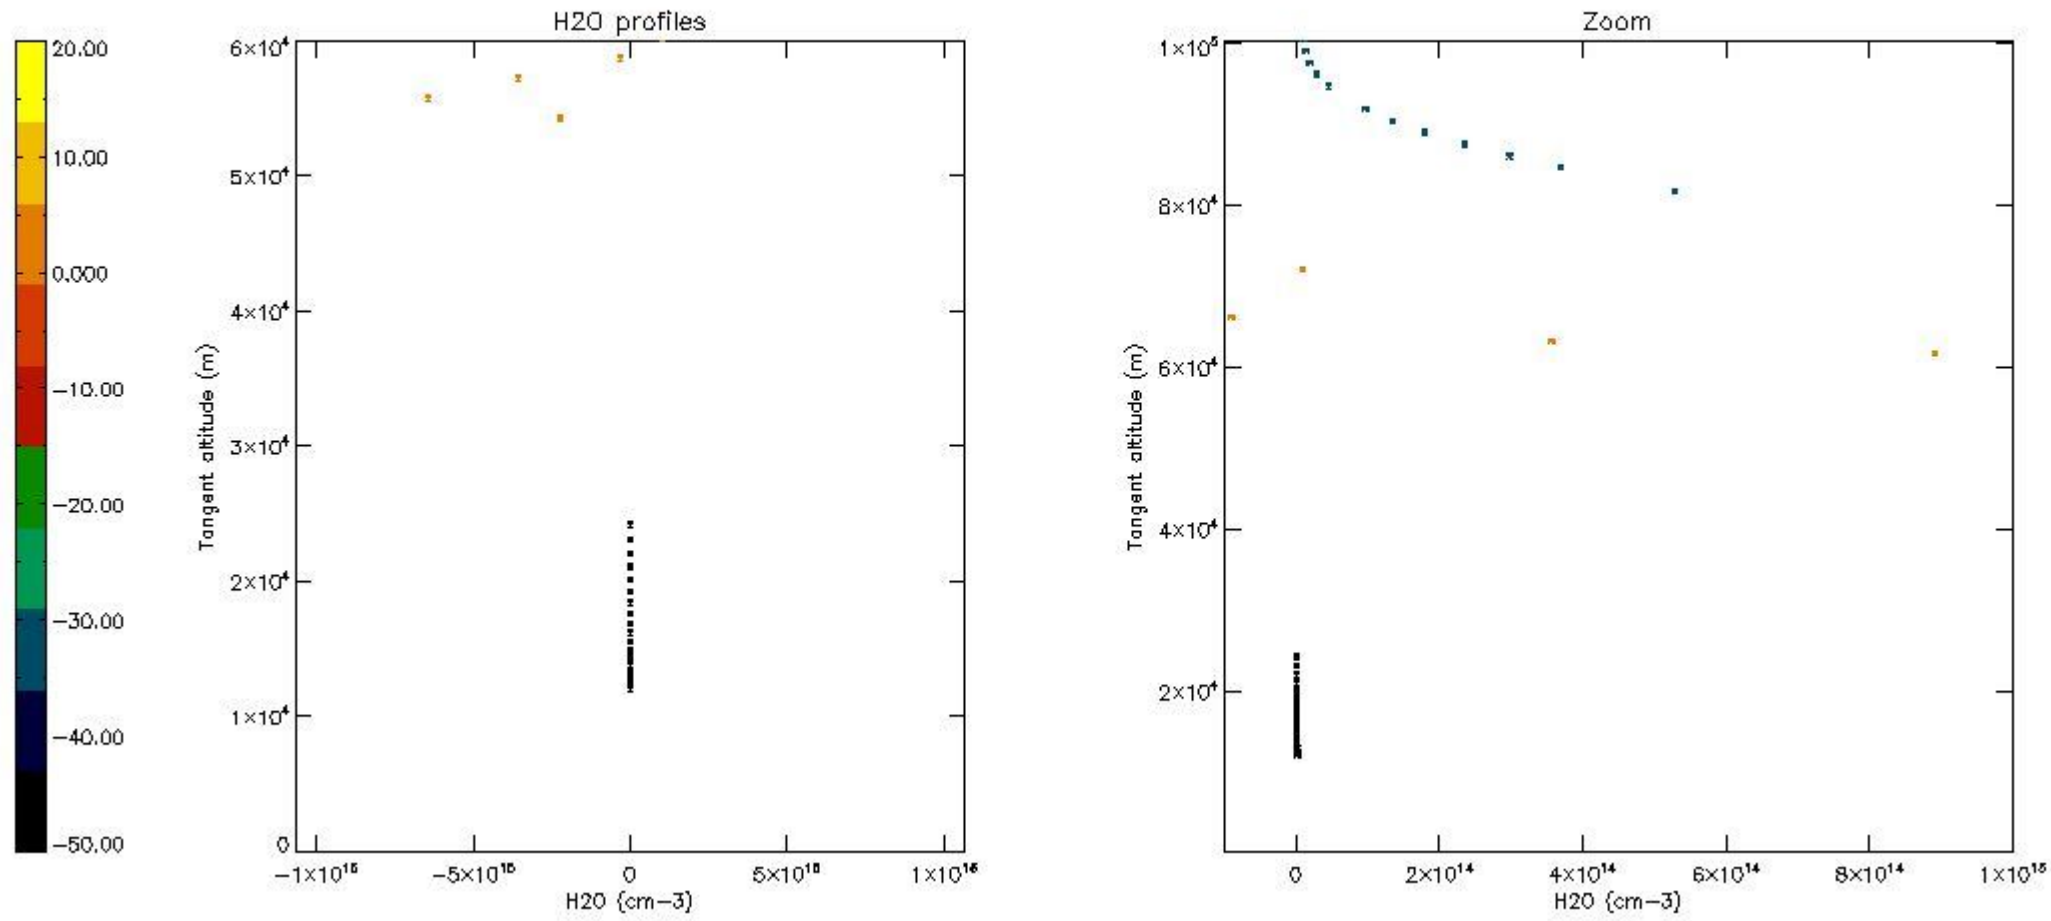 20.00
10.00
0.000
−10.00
−20.00
−30.00
−40.00
−50.00
H2O profiles
6×10⁴
5×10⁴
4×10⁴
3×10⁴
2×10⁴
1×10⁴
0
Tangent altitude (m)
−1×10¹⁶ −5×10¹⁵ 0 5×10¹⁵ 1×10¹⁶
H2O (cm−3)
Zoom
1×10⁵
8×10⁴
6×10⁴
4×10⁴
2×10⁴
Tangent altitude (m)
0 2×10¹⁴ 4×10¹⁴ 6×10¹⁴ 8×10¹⁴ 1×10¹⁵
H2O (cm−3)